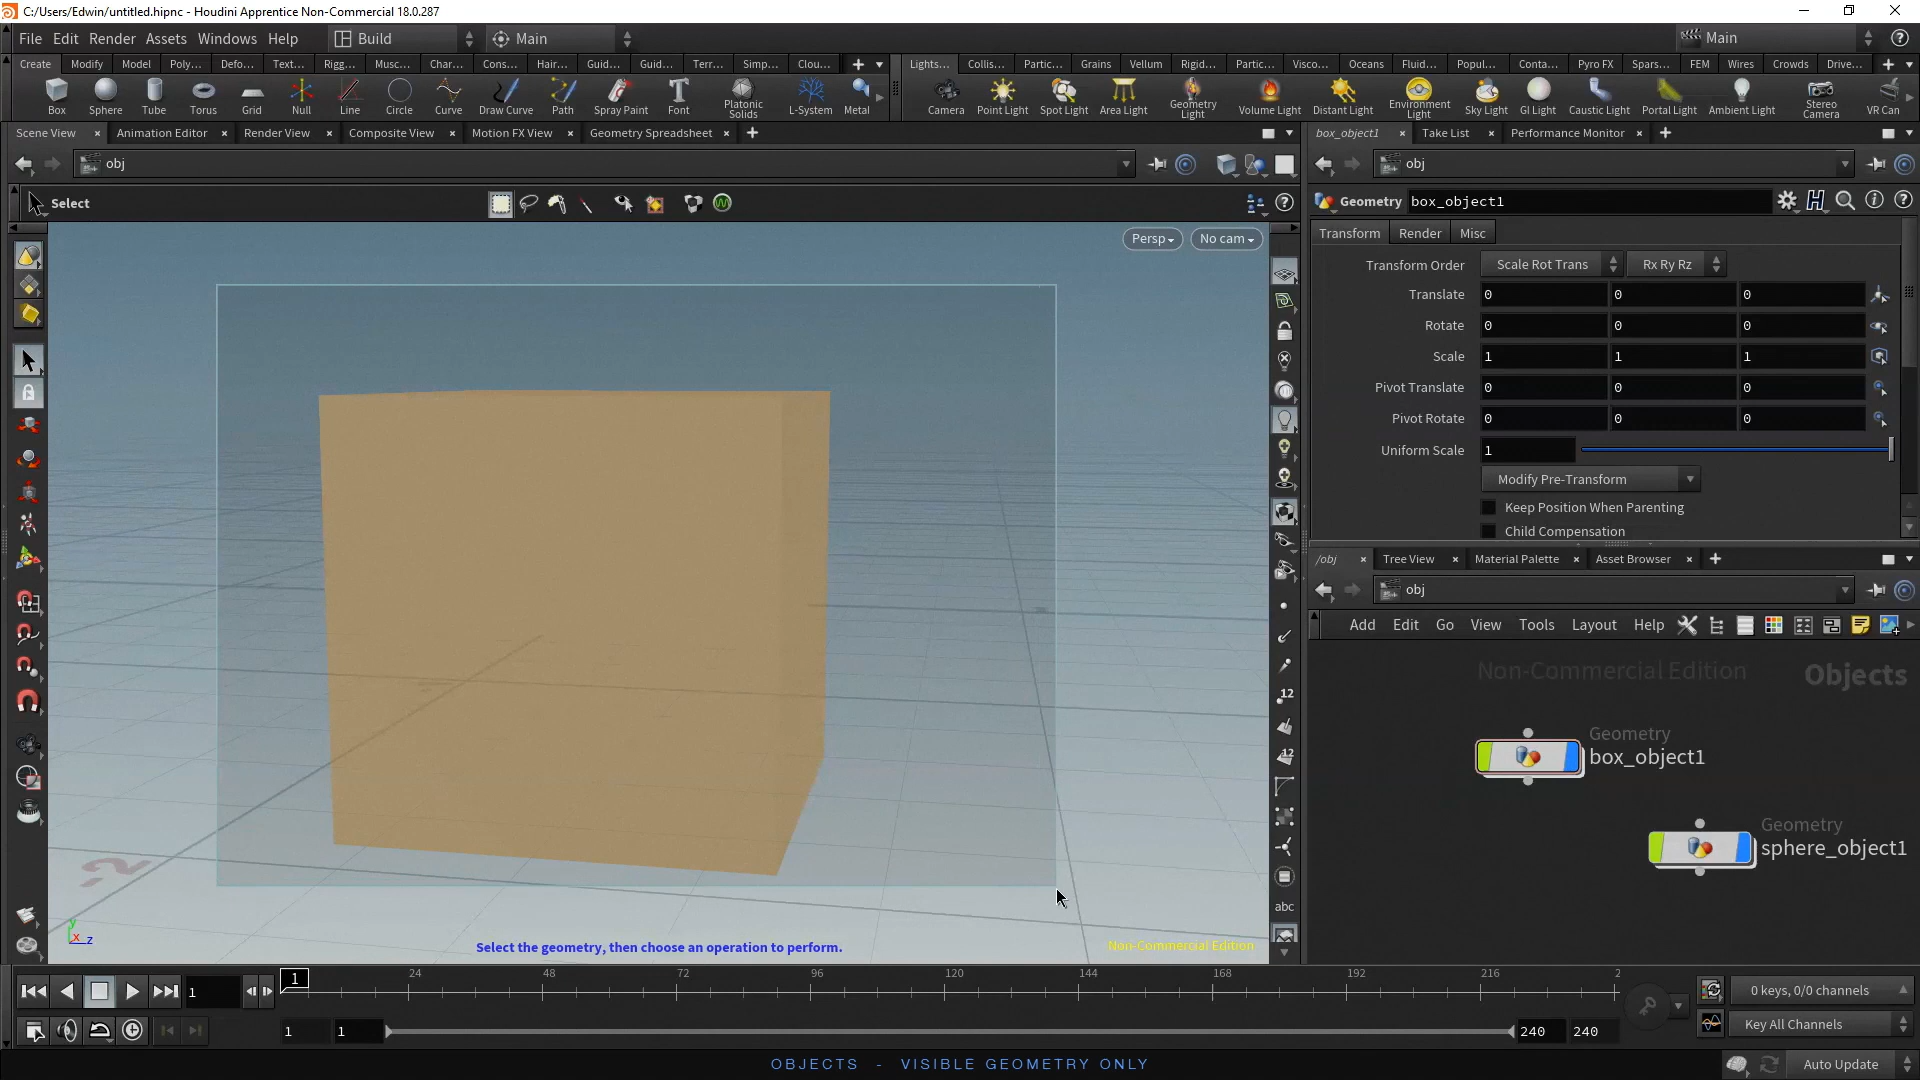 C:/Users/Edwin/untitled.hipnc - Houdini Apprentice Non-Commercial 18.0.287
File Edit Render Assets Windows Help Build Main Main
Create Modify Model Poly... Defo... Text... Rigg... Musc... Char... Cons... Hair... Guid... Guid... Terr... Simp... Clou...
Lights... Collis... Partic... Grains Vellum Rigid... Partic... Visco... Oceans Fluid... Popul... Conta... Pyro FX Spars... FEM Wires Crowds Drive...
Box Sphere Tube Torus Grid Null Line Circle Curve Draw Curve Path Spray Paint Font Platonic Solids L-System Metal
Camera Point Light Spot Light Area Light Geometry Light Volume Light Distant Light Environment Light Sky Light GI Light Caustic Light Portal Light Ambient Light Stereo Camera VR Can
Scene View Animation Editor Render View Composite View Motion FX View Geometry Spreadsheet
box_object1 Take List Performance Monitor
obj
obj
Select
Geometry box_object1
Persp No cam
Transform Render Misc
Transform Order Scale Rot Trans Rx Ry Rz
Translate 0 0 0
Rotate 0 0 0
Scale 1 1 1
Pivot Translate 0 0 0
Pivot Rotate 0 0 0
Uniform Scale 1
Modify Pre-Transform
Keep Position When Parenting
Child Compensation
/obj Tree View Material Palette Asset Browser
obj
Add Edit Go View Tools Layout Help
Non-Commercial Edition Objects
Geometry
box_object1
Geometry
sphere_object1
12
12
abc
y
x z
Select the geometry, then choose an operation to perform.
Non-Commercial Edition
1 24 48 72 96 120 144 168 192 216 2
1
0 keys, 0/0 channels
1 1 240 240
Key All Channels
OBJECTS - VISIBLE GEOMETRY ONLY
Auto Update